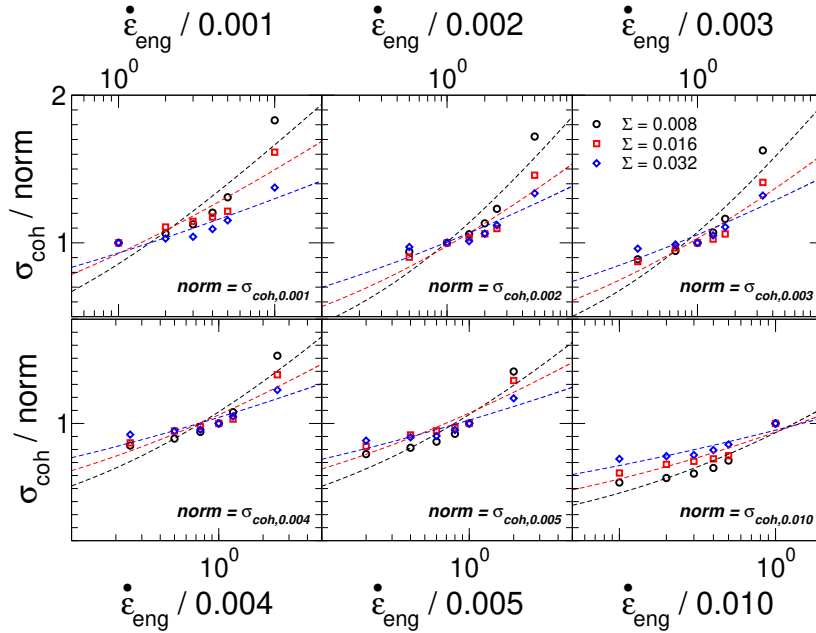 ε̇eng / 0.001
ε̇eng / 0.002
ε̇eng / 0.003
10⁰
10⁰
10⁰
2
Σ = 0.008
Σ = 0.016
Σ = 0.032
σcoh / norm
1
norm = σcoh,0.001
norm = σcoh,0.002
norm = σcoh,0.003
σcoh / norm
1
norm = σcoh,0.004
norm = σcoh,0.005
norm = σcoh,0.010
10⁰
10⁰
10⁰
ε̇eng / 0.004
ε̇eng / 0.005
ε̇eng / 0.010